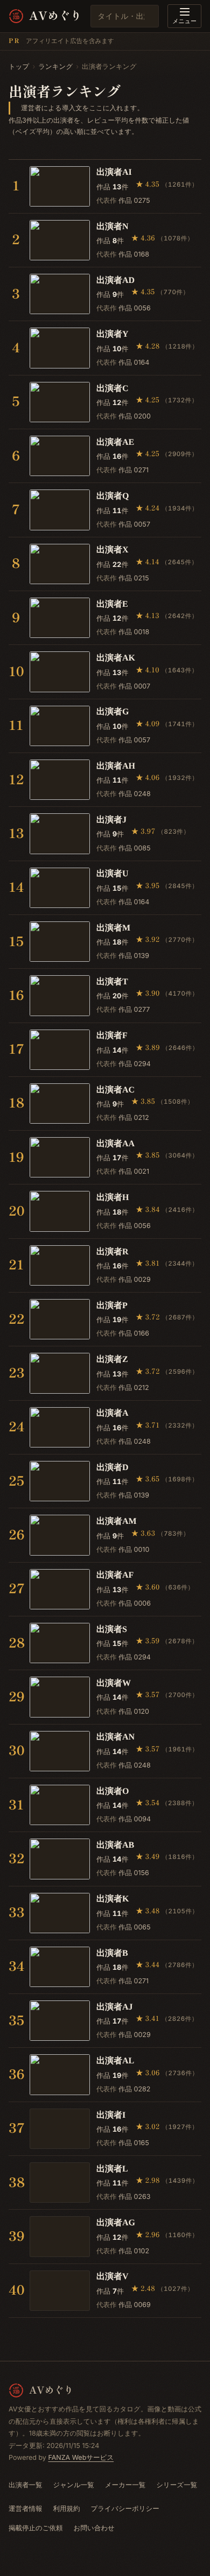 AVめぐり
タイトル・出:
メニュー
PR アフィリエイト広告を含みます
トップ › ランキング › 出演者ランキング
出演者ランキング
運営者による導入文をここに入れます。
作品3件以上の出演者を、レビュー平均を件数で補正した値（ベイズ平均）の高い順に並べています。
1
出演者AI
作品 13件 ★ 4.35 （1261件）
代表作 作品 0275
2
出演者N
作品 8件 ★ 4.36 （1078件）
代表作 作品 0168
3
出演者AD
作品 9件 ★ 4.35 （770件）
代表作 作品 0056
4
出演者Y
作品 10件 ★ 4.28 （1218件）
代表作 作品 0164
5
出演者C
作品 12件 ★ 4.25 （1732件）
代表作 作品 0200
6
出演者AE
作品 16件 ★ 4.25 （2909件）
代表作 作品 0271
7
出演者Q
作品 11件 ★ 4.24 （1934件）
代表作 作品 0057
8
出演者X
作品 22件 ★ 4.14 （2645件）
代表作 作品 0215
9
出演者E
作品 12件 ★ 4.13 （2642件）
代表作 作品 0018
10
出演者AK
作品 13件 ★ 4.10 （1643件）
代表作 作品 0007
11
出演者G
作品 10件 ★ 4.09 （1741件）
代表作 作品 0057
12
出演者AH
作品 11件 ★ 4.06 （1932件）
代表作 作品 0248
13
出演者J
作品 9件 ★ 3.97 （823件）
代表作 作品 0085
14
出演者U
作品 15件 ★ 3.95 （2845件）
代表作 作品 0164
15
出演者M
作品 18件 ★ 3.92 （2770件）
代表作 作品 0139
16
出演者T
作品 20件 ★ 3.90 （4170件）
代表作 作品 0277
17
出演者F
作品 14件 ★ 3.89 （2646件）
代表作 作品 0294
18
出演者AC
作品 9件 ★ 3.85 （1508件）
代表作 作品 0212
19
出演者AA
作品 17件 ★ 3.85 （3064件）
代表作 作品 0021
20
出演者H
作品 18件 ★ 3.84 （2416件）
代表作 作品 0056
21
出演者R
作品 16件 ★ 3.81 （2344件）
代表作 作品 0029
22
出演者P
作品 19件 ★ 3.72 （2687件）
代表作 作品 0166
23
出演者Z
作品 13件 ★ 3.72 （2596件）
代表作 作品 0212
24
出演者A
作品 16件 ★ 3.71 （2332件）
代表作 作品 0248
25
出演者D
作品 11件 ★ 3.65 （1698件）
代表作 作品 0139
26
出演者AM
作品 9件 ★ 3.63 （783件）
代表作 作品 0010
27
出演者AF
作品 13件 ★ 3.60 （636件）
代表作 作品 0006
28
出演者S
作品 15件 ★ 3.59 （2678件）
代表作 作品 0294
29
出演者W
作品 14件 ★ 3.57 （2700件）
代表作 作品 0120
30
出演者AN
作品 14件 ★ 3.57 （1961件）
代表作 作品 0248
31
出演者O
作品 14件 ★ 3.54 （2388件）
代表作 作品 0094
32
出演者AB
作品 14件 ★ 3.49 （1816件）
代表作 作品 0156
33
出演者K
作品 11件 ★ 3.48 （2105件）
代表作 作品 0065
34
出演者B
作品 18件 ★ 3.44 （2786件）
代表作 作品 0271
35
出演者AJ
作品 17件 ★ 3.41 （2826件）
代表作 作品 0029
36
出演者AL
作品 19件 ★ 3.06 （2736件）
代表作 作品 0282
37
出演者I
作品 16件 ★ 3.02 （1927件）
代表作 作品 0165
38
出演者L
作品 11件 ★ 2.98 （1439件）
代表作 作品 0263
39
出演者AG
作品 12件 ★ 2.96 （1160件）
代表作 作品 0102
40
出演者V
作品 7件 ★ 2.48 （1027件）
代表作 作品 0069
AVめぐり
AV女優とおすすめ作品を見て回るカタログ。画像と動画は公式の配信元から直接表示しています（権利は各権利者に帰属します）。18歳未満の方の閲覧はお断りします。
データ更新: 2026/11/15 15:24
Powered by FANZA Webサービス
出演者一覧 ジャンル一覧 メーカー一覧 シリーズ一覧
運営者情報 利用規約 プライバシーポリシー
掲載停止のご依頼 お問い合わせ